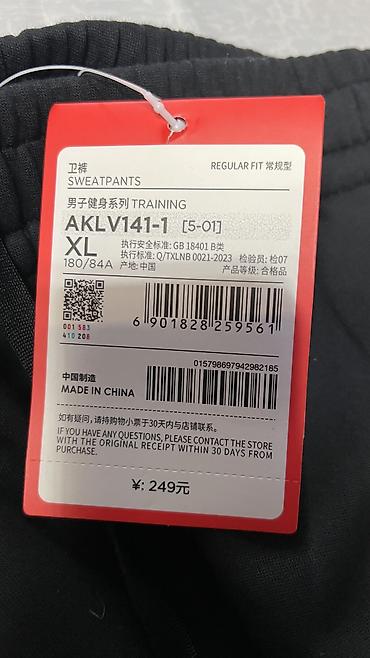 卫裤 REGULAR FIT 常规型
SWEATPANTS
男子健身系列 TRAINING
AKLV141-1 [5-01]
XL 执行安全标准: GB 18401 B类
执行标准: Q/TXLNB 0021-2023 检验员: 检07
180/84A 产地: 中国 产品等级: 合格品
6 901828 259561
001 583
410 208
015798697942982185
中国制造
MADE IN CHINA
如有疑问,请持购物小票于30天内与店铺联系。
IF YOU HAVE ANY QUESTIONS, PLEASE CONTACT THE STORE
WITH THE ORIGINAL RECEIPT WITHIN 30 DAYS FROM
PURCHASE.
¥: 249元